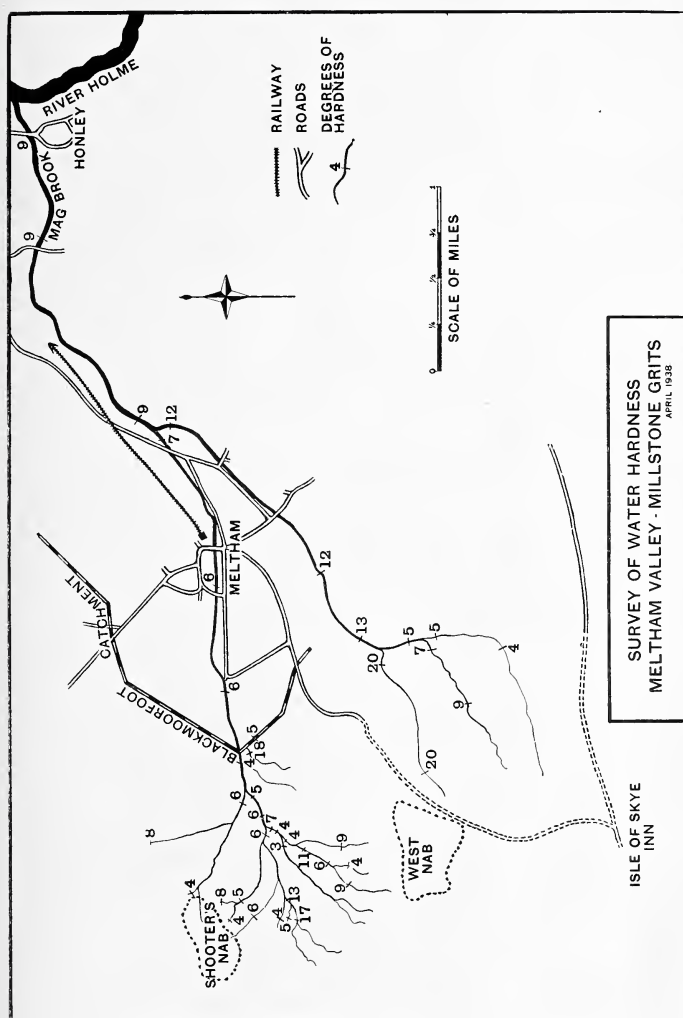 RIVER HOLME
HONLEY
9
MAG BROOK
9
RAILWAY
ROADS
DEGREES OF
HARDNESS
4
0 ¼ ½ ¾ 1
SCALE OF MILES
9
12
7
CATCHMENT
BLACKMOORFOOT
MELTHAM
6
6
12
13
20
5
5
7
4
9
20
5
18
4
6
5
8
6
6
7
4
4
3
11
9
6
4
9
4
8
5
4
6
13
4
5
17
SHOOTER'S
NAB
WEST
NAB
ISLE OF SKYE
INN
SURVEY OF WATER HARDNESS
MELTHAM VALLEY - MILLSTONE GRITS
APRIL 1938